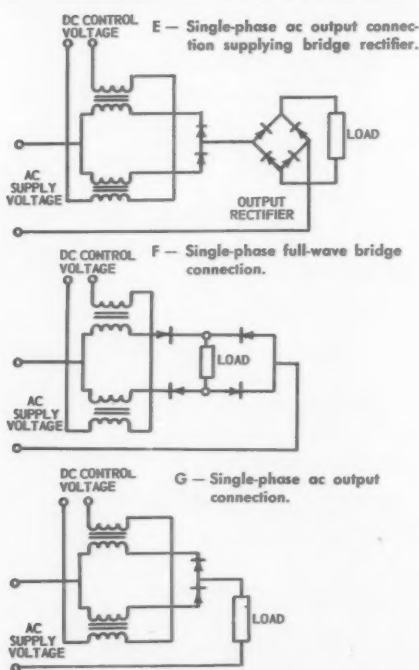 DC CONTROL
VOLTAGE
E — Single-phase ac output connec-
tion supplying bridge rectifier.
LOAD
AC
SUPPLY
VOLTAGE
OUTPUT
RECTIFIER
DC CONTROL
VOLTAGE
F — Single-phase full-wave bridge
connection.
LOAD
AC
SUPPLY
VOLTAGE
DC CONTROL
VOLTAGE
G — Single-phase ac output
connection.
AC
SUPPLY
VOLTAGE
LOAD